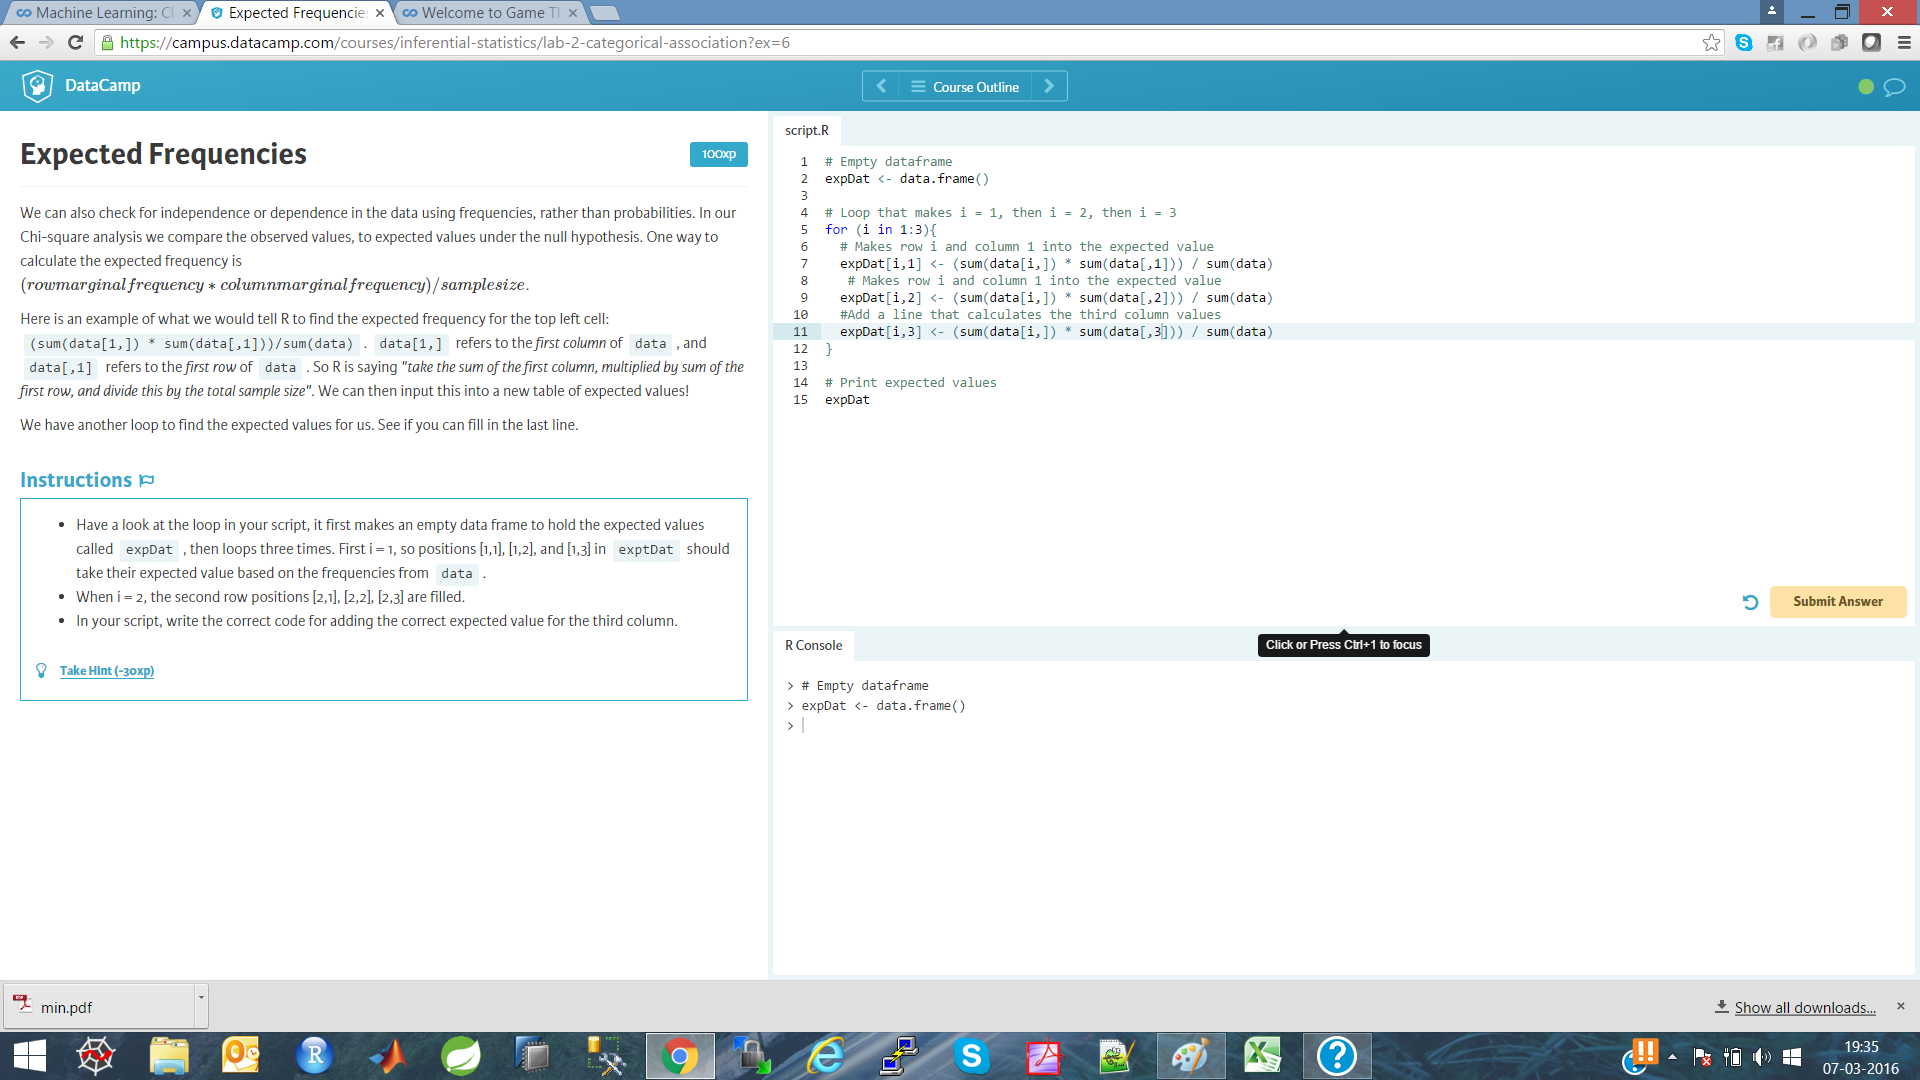 Machine Learning: Cl
Expected Frequencie
Welcome to Game Th
https://campus.datacamp.com/courses/inferential-statistics/lab-2-categorical-association?ex=6
DataCamp
Course Outline
Expected Frequencies
100xp
We can also check for independence or dependence in the data using frequencies, rather than probabilities. In our
Chi-square analysis we compare the observed values, to expected values under the null hypothesis. One way to
calculate the expected frequency is
(rowmarginalfrequency ∗ columnmarginalfrequency)/samplesize.
Here is an example of what we would tell R to find the expected frequency for the top left cell:
(sum(data[1,]) * sum(data[,1]))/sum(data) . data[1,] refers to the first column of data , and
data[,1] refers to the first row of data . So R is saying "take the sum of the first column, multiplied by sum of the
first row, and divide this by the total sample size". We can then input this into a new table of expected values!
We have another loop to find the expected values for us. See if you can fill in the last line.
Instructions
• Have a look at the loop in your script, it first makes an empty data frame to hold the expected values
called expDat , then loops three times. First i = 1, so positions [1,1], [1,2], and [1,3] in exptDat should
take their expected value based on the frequencies from data .
• When i = 2, the second row positions [2,1], [2,2], [2,3] are filled.
• In your script, write the correct code for adding the correct expected value for the third column.
Take Hint (-30xp)
script.R
1 # Empty dataframe
2 expDat <- data.frame()
3
4 # Loop that makes i = 1, then i = 2, then i = 3
5 for (i in 1:3){
6 # Makes row i and column 1 into the expected value
7 expDat[i,1] <- (sum(data[i,]) * sum(data[,1])) / sum(data)
8 # Makes row i and column 1 into the expected value
9 expDat[i,2] <- (sum(data[i,]) * sum(data[,2])) / sum(data)
10 #Add a line that calculates the third column values
11 expDat[i,3] <- (sum(data[i,]) * sum(data[,3])) / sum(data)
12 }
13
14 # Print expected values
15 expDat
Submit Answer
Click or Press Ctrl+1 to focus
R Console
> # Empty dataframe
> expDat <- data.frame()
>
min.pdf
Show all downloads...
19:35
07-03-2016